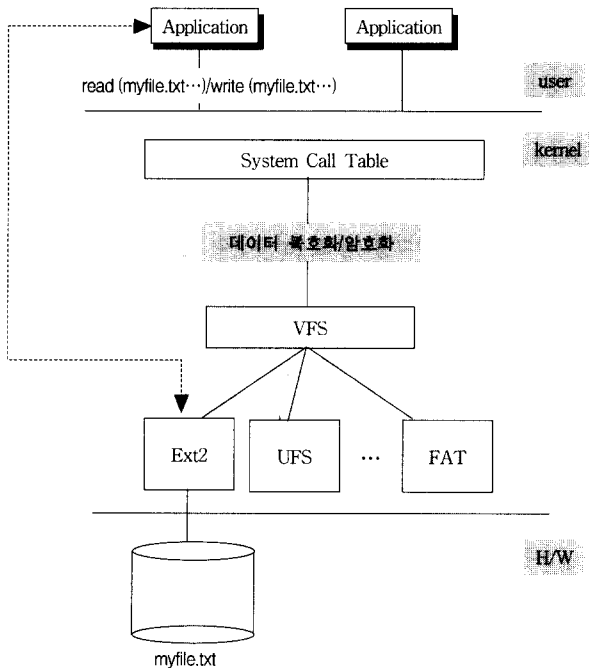 Application
Application
read (myfile.txt…)/write (myfile.txt…)
user
kernel
System Call Table
데이터 복호화/암호화
VFS
Ext2
UFS
…
FAT
H/W
myfile.txt